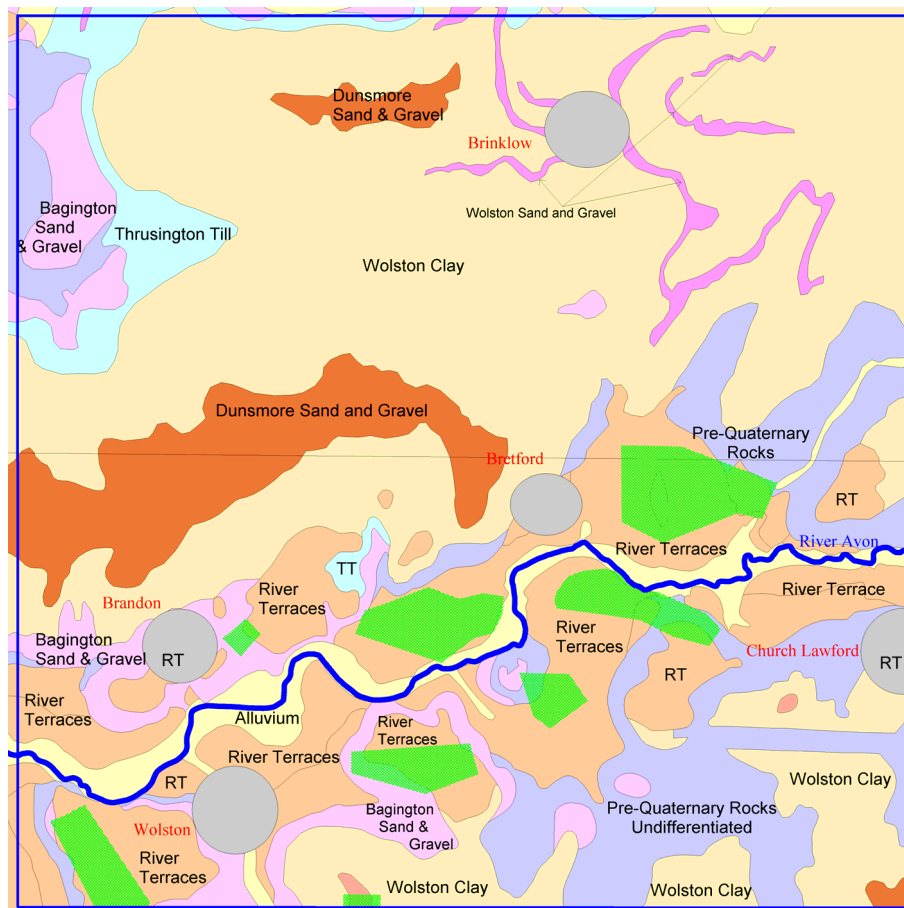 Dunsmore
Sand & Gravel
Brinklow
Bagington
Sand
& Gravel
Wolston Sand and Gravel
Thrusington Till
Wolston Clay
Dunsmore Sand and Gravel
Pre-Quaternary
Rocks
Bretford
RT
River Avon
River Terraces
TT
River
Terraces
River Terrace
Brandon
River
Terraces
Bagington
Sand & Gravel
RT
Church Lawford
RT
RT
River
Terraces
Alluvium
River
Terraces
River Terraces
RT
Wolston Clay
Bagington
Sand &
Gravel
Pre-Quaternary Rocks
Undifferentiated
Wolston
River
Terraces
Wolston Clay
Wolston Clay